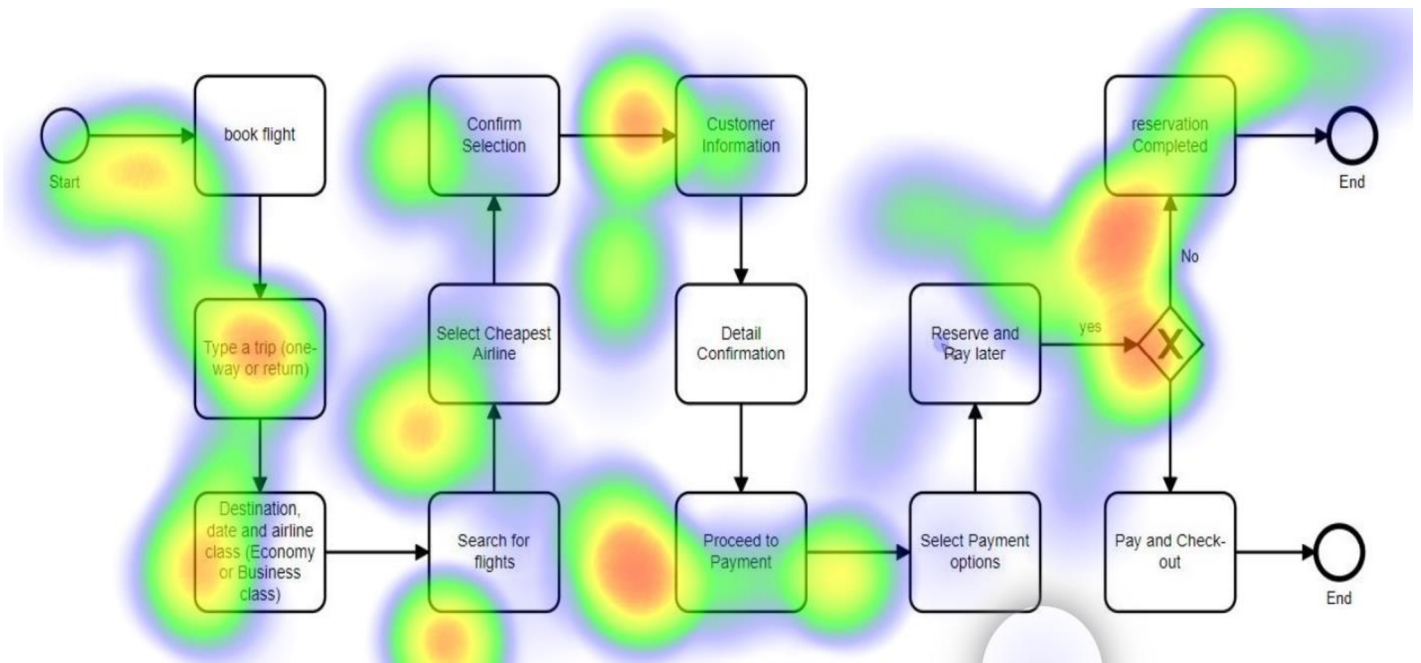 Start
book flight
Type a trip (one-
way or return)
Destination,
date and airline
class (Economy
or Business
class)
Search for
flights
Select Cheapest
Airline
Confirm
Selection
Customer
Information
Detail
Confirmation
Proceed to
Payment
Select Payment
options
Reserve and
Pay later
yes
X
No
reservation
Completed
End
Pay and Check-
out
End